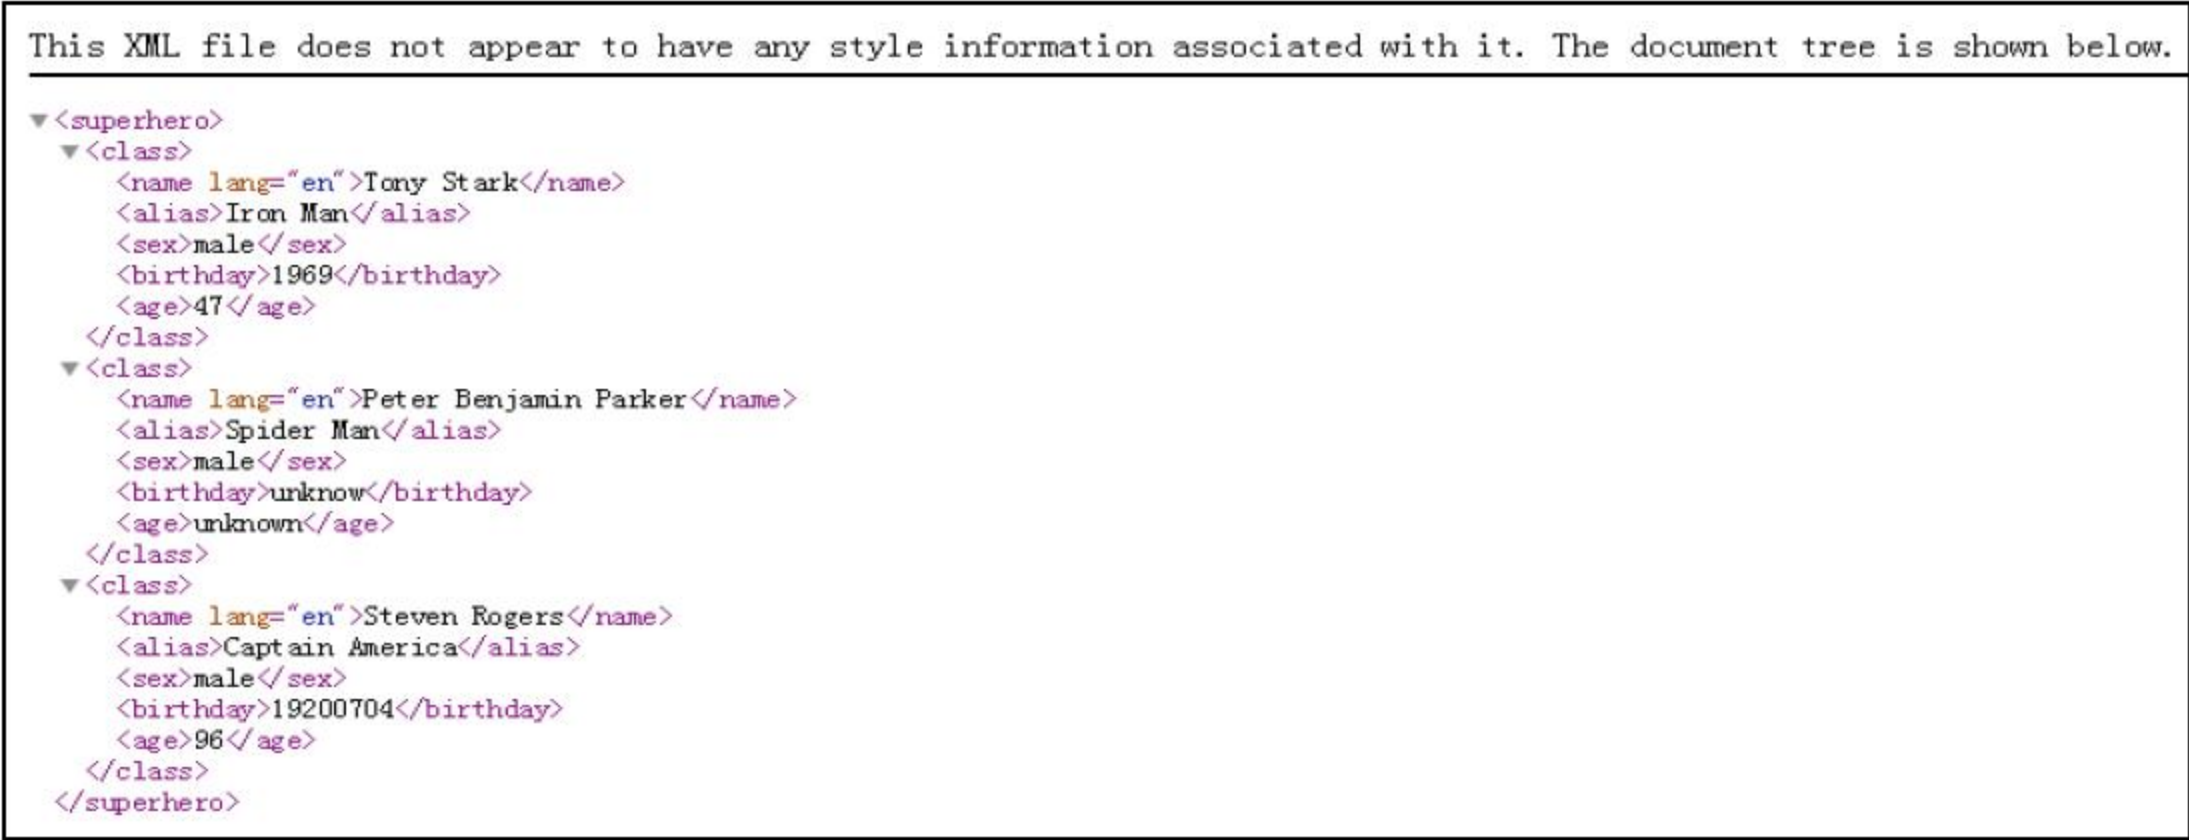 This XML file does not appear to have any style information associated with it. The document tree is shown below.
▼<superhero>
▼<class>
<name lang="en">Tony Stark</name>
<alias>Iron Man</alias>
<sex>male</sex>
<birthday>1969</birthday>
<age>47</age>
</class>
▼<class>
<name lang="en">Peter Benjamin Parker</name>
<alias>Spider Man</alias>
<sex>male</sex>
<birthday>unknow</birthday>
<age>unknown</age>
</class>
▼<class>
<name lang="en">Steven Rogers</name>
<alias>Captain America</alias>
<sex>male</sex>
<birthday>19200704</birthday>
<age>96</age>
</class>
</superhero>